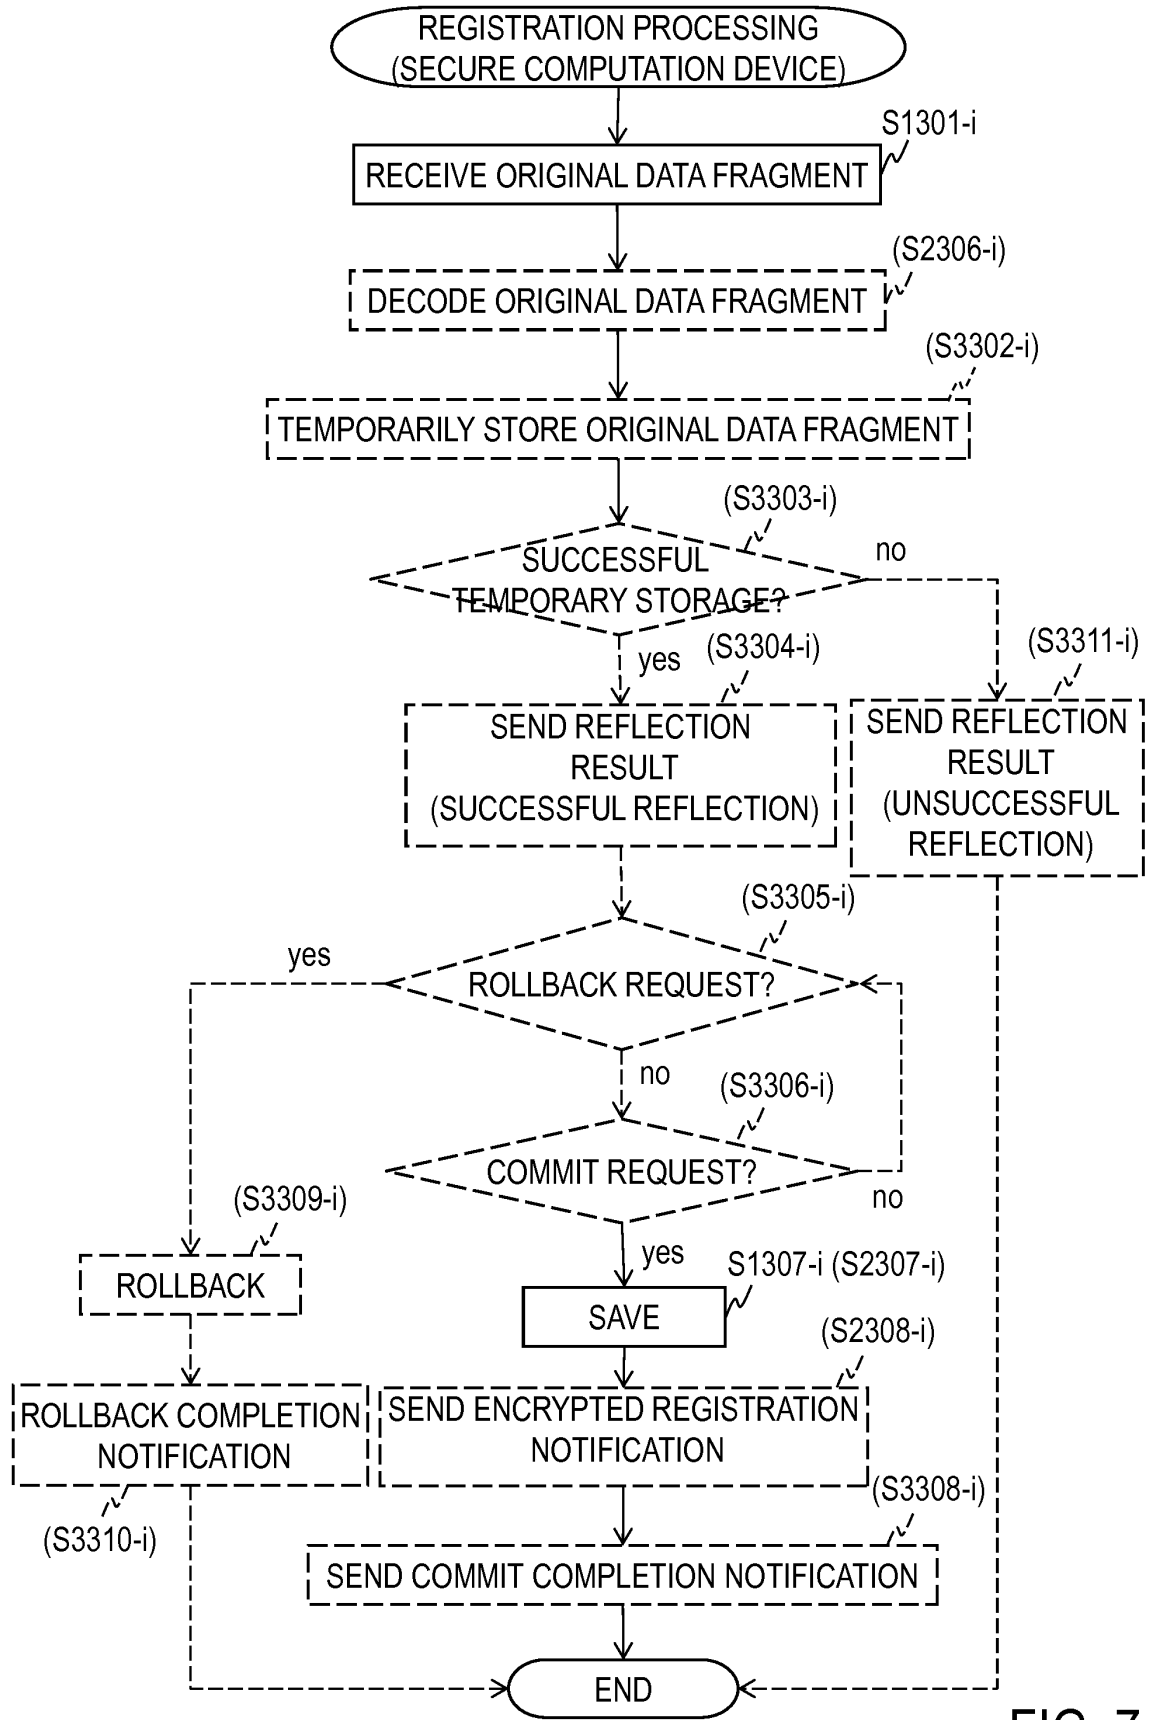 REGISTRATION PROCESSING
(SECURE COMPUTATION DEVICE)
S1301-i
RECEIVE ORIGINAL DATA FRAGMENT
(S2306-i)
DECODE ORIGINAL DATA FRAGMENT
(S3302-i)
TEMPORARILY STORE ORIGINAL DATA FRAGMENT
(S3303-i)
SUCCESSFUL
TEMPORARY STORAGE?
no
yes
(S3304-i)
(S3311-i)
SEND REFLECTION
RESULT
(SUCCESSFUL REFLECTION)
SEND REFLECTION
RESULT
(UNSUCCESSFUL
REFLECTION)
(S3305-i)
yes
ROLLBACK REQUEST?
no
(S3306-i)
COMMIT REQUEST?
no
(S3309-i)
yes
ROLLBACK
S1307-i (S2307-i)
SAVE
(S2308-i)
ROLLBACK COMPLETION
NOTIFICATION
(S3310-i)
SEND ENCRYPTED REGISTRATION
NOTIFICATION
(S3308-i)
SEND COMMIT COMPLETION NOTIFICATION
END
FIG. 7